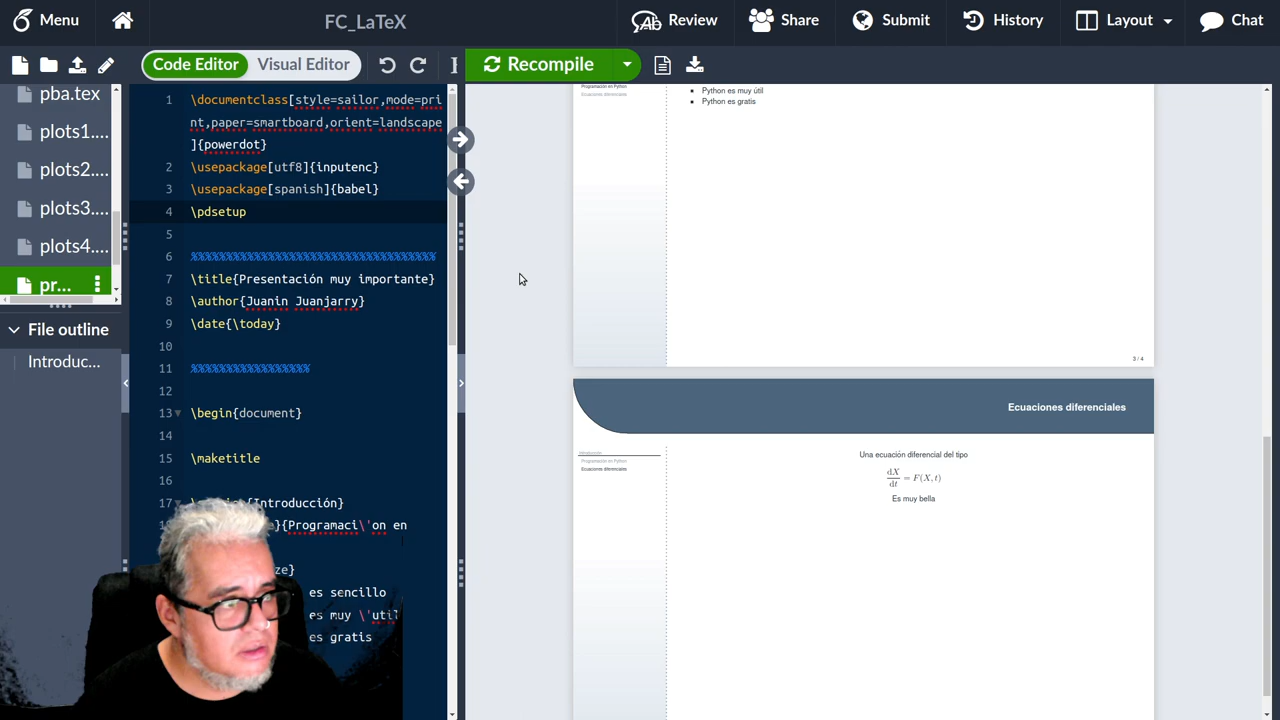 Menu
FC_LaTeX
Review
Share
Submit
History
Layout
Chat
Code Editor
Visual Editor
Recompile
pba.tex
plots1....
plots2....
plots3....
plots4....
pr...
File outline
Introduc...
1 \documentclass[style=sailor,mode=pri
nt,paper=smartboard,orient=landscape
]{powerdot}
2 \usepackage[utf8]{inputenc}
3 \usepackage[spanish]{babel}
4 \pdsetup
5
6 %%%%%%%%%%%%%%%%%%%%%%%%%%%%%%%
7 \title{Presentación muy importante}
8 \author{Juanin Juanjarry}
9 \date{\today}
10
11 %%%%%%%%%%%%%%%
12
13 \begin{document}
14
15 \maketitle
16
17 {Introducción}
}{Programaci\'on en
ze}
es sencillo
es muy \'util
es gratis
Programación en Python
Ecuaciones diferenciales
Python es muy útil
Python es gratis
3 / 4
Ecuaciones diferenciales
Introducción
Programación en Python
Ecuaciones diferenciales
Una ecuación diferencial del tipo
dX
dt = F(X, t)
Es muy bella